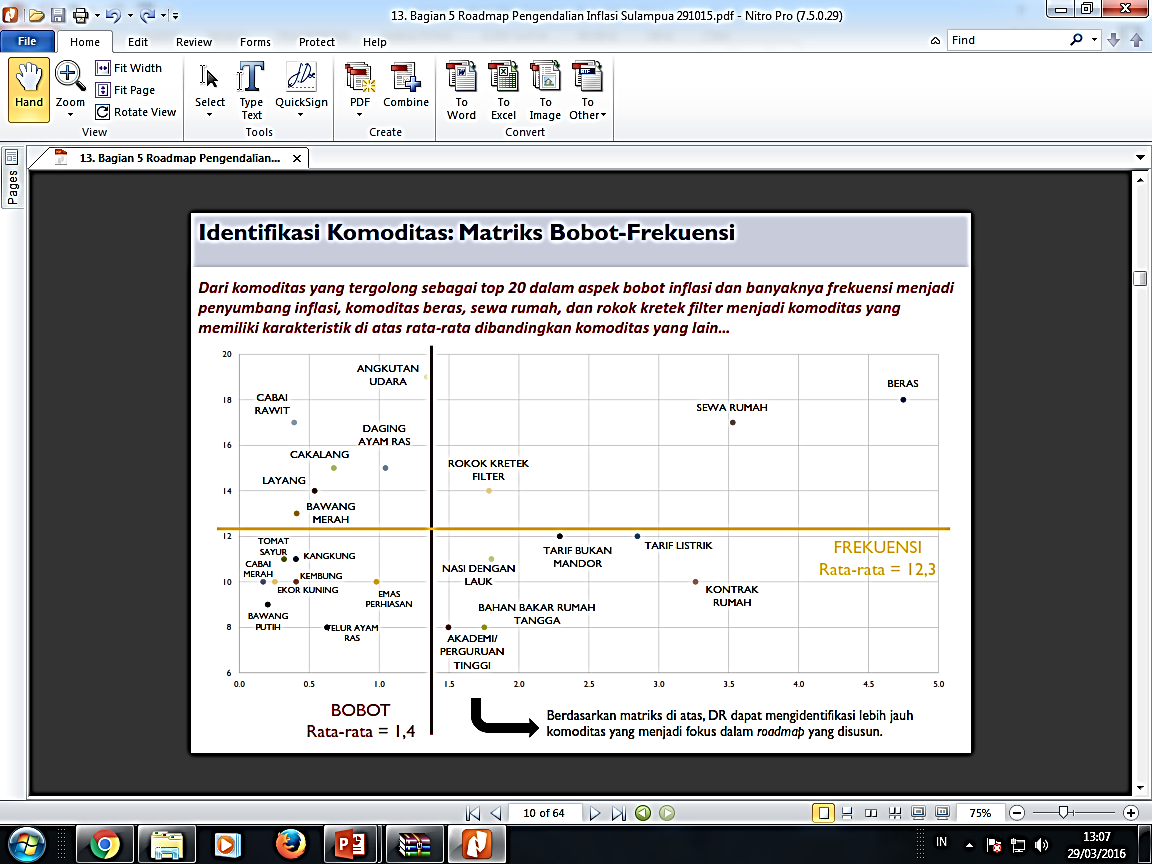 13. Bagian 5 Roadmap Pengendalian Inflasi Sulampua 291015.pdf - Nitro Pro (7.5.0.29)
File Home Edit Review Forms Protect Help Find
Hand
Zoom
Fit Width
Fit Page
Rotate View
View
Select
Type Text
QuickSign
Tools
PDF
Combine
Create
To Word
To Excel
To Image
To Other
Convert
13. Bagian 5 Roadmap Pengendalian...
Pages
Identifikasi Komoditas: Matriks Bobot-Frekuensi
Dari komoditas yang tergolong sebagai top 20 dalam aspek bobot inflasi dan banyaknya frekuensi menjadi
penyumbang inflasi, komoditas beras, sewa rumah, dan rokok kretek filter menjadi komoditas yang
memiliki karakteristik di atas rata-rata dibandingkan komoditas yang lain...
20
18
16
14
12
10
8
6
ANGKUTAN
UDARA
CABAI
RAWIT
DAGING
AYAM RAS
CAKALANG
LAYANG
BAWANG
MERAH
BERAS
SEWA RUMAH
ROKOK KRETEK
FILTER
TOMAT
SAYUR
KANGKUNG
CABAI
MERAH
KEMBUNG
EKOR KUNING
EMAS
PERHIASAN
BAWANG
PUTIH
TELUR AYAM
RAS
TARIF BUKAN
MANDOR
TARIF LISTRIK
NASI DENGAN
LAUK
KONTRAK
RUMAH
BAHAN BAKAR RUMAH
TANGGA
AKADEMI/
PERGURUAN
TINGGI
FREKUENSI
Rata-rata = 12,3
0.0 0.5 1.0 1.5 2.0 2.5 3.0 3.5 4.0 4.5 5.0
BOBOT
Rata-rata = 1,4
Berdasarkan matriks di atas, DR dapat mengidentifikasi lebih jauh
komoditas yang menjadi fokus dalam roadmap yang disusun.
10 of 64
75%
IN
13:07
29/03/2016